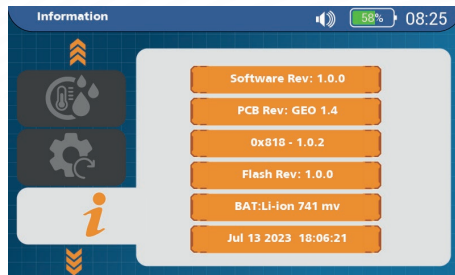 Information
58%
08:25
Software Rev: 1.0.0
PCB Rev: GEO 1.4
0x818 - 1.0.2
Flash Rev: 1.0.0
BAT:Li-ion 741 mv
Jul 13 2023 18:06:21